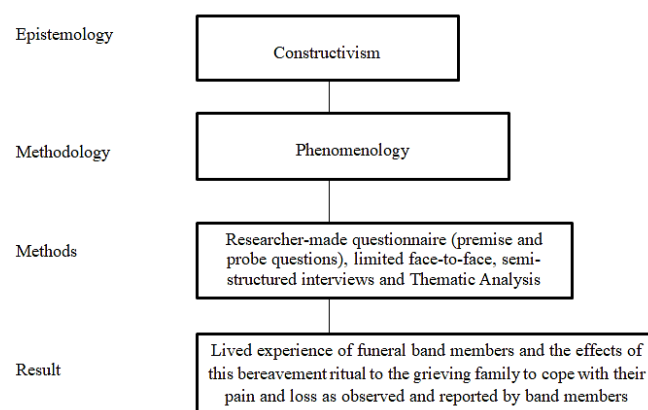 Epistemology
Constructivism
Methodology
Phenomenology
Methods
Researcher-made questionnaire (premise and
probe questions), limited face-to-face, semi-
structured interviews and Thematic Analysis
Result
Lived experience of funeral band members and the effects of
this bereavement ritual to the grieving family to cope with their
pain and loss as observed and reported by band members